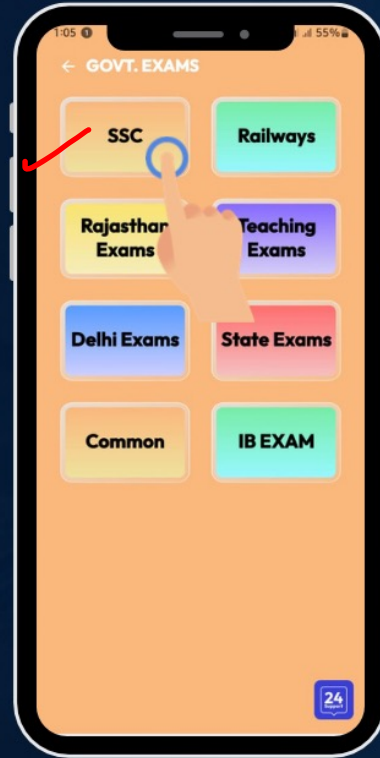 1:05
55%
← GOVT. EXAMS
SSC
Railways
Rajasthan
Exams
Teaching
Exams
Delhi Exams
State Exams
Common
IB EXAM
24
Support